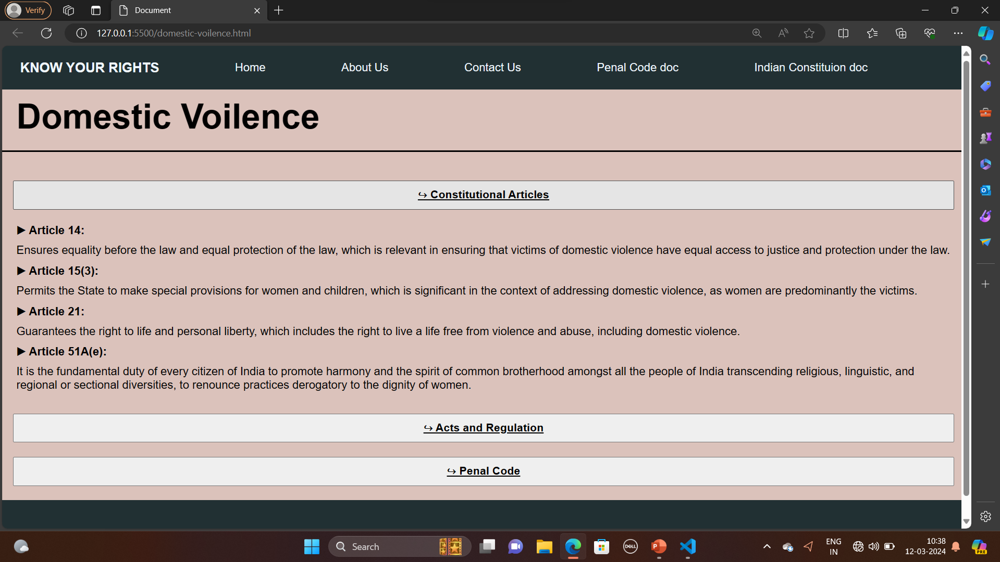 Verify
Document
127.0.0.1:5500/domestic-voilence.html
KNOW YOUR RIGHTS
Home
About Us
Contact Us
Penal Code doc
Indian Constituion doc
Domestic Voilence
↪ Constitutional Articles
▶ Article 14:
Ensures equality before the law and equal protection of the law, which is relevant in ensuring that victims of domestic violence have equal access to justice and protection under the law.
▶ Article 15(3):
Permits the State to make special provisions for women and children, which is significant in the context of addressing domestic violence, as women are predominantly the victims.
▶ Article 21:
Guarantees the right to life and personal liberty, which includes the right to live a life free from violence and abuse, including domestic violence.
▶ Article 51A(e):
It is the fundamental duty of every citizen of India to promote harmony and the spirit of common brotherhood amongst all the people of India transcending religious, linguistic, and
regional or sectional diversities, to renounce practices derogatory to the dignity of women.
↪ Acts and Regulation
↪ Penal Code
Search
DELL
P
ENG
IN
10:38
12-03-2024
PRE